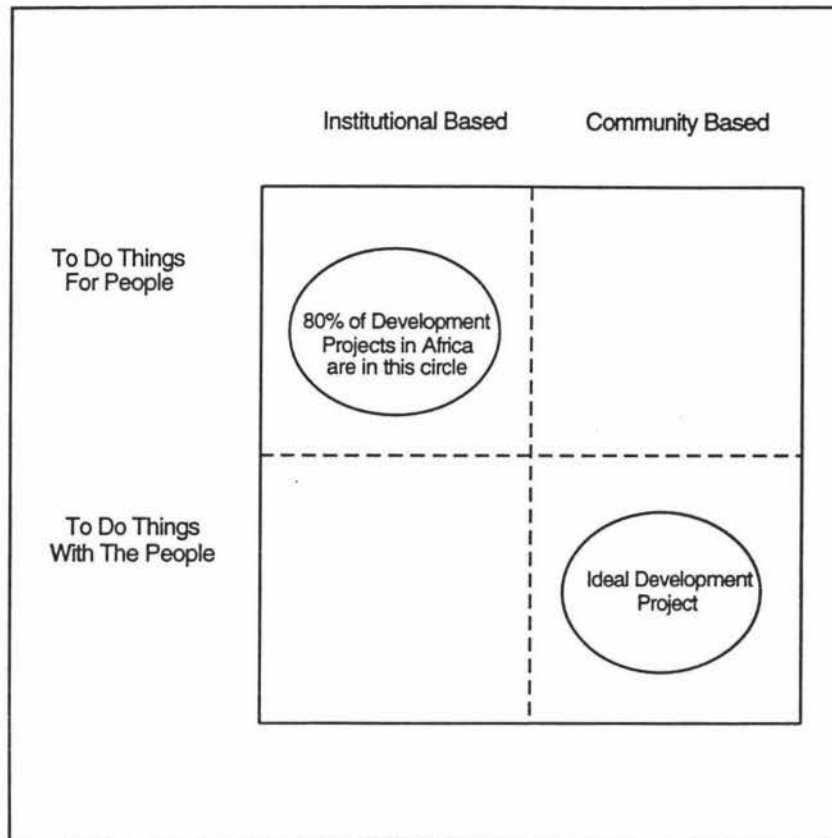 Institutional Based
Community Based
To Do Things
For People
80% of Development
Projects in Africa
are in this circle
To Do Things
With The People
Ideal Development
Project